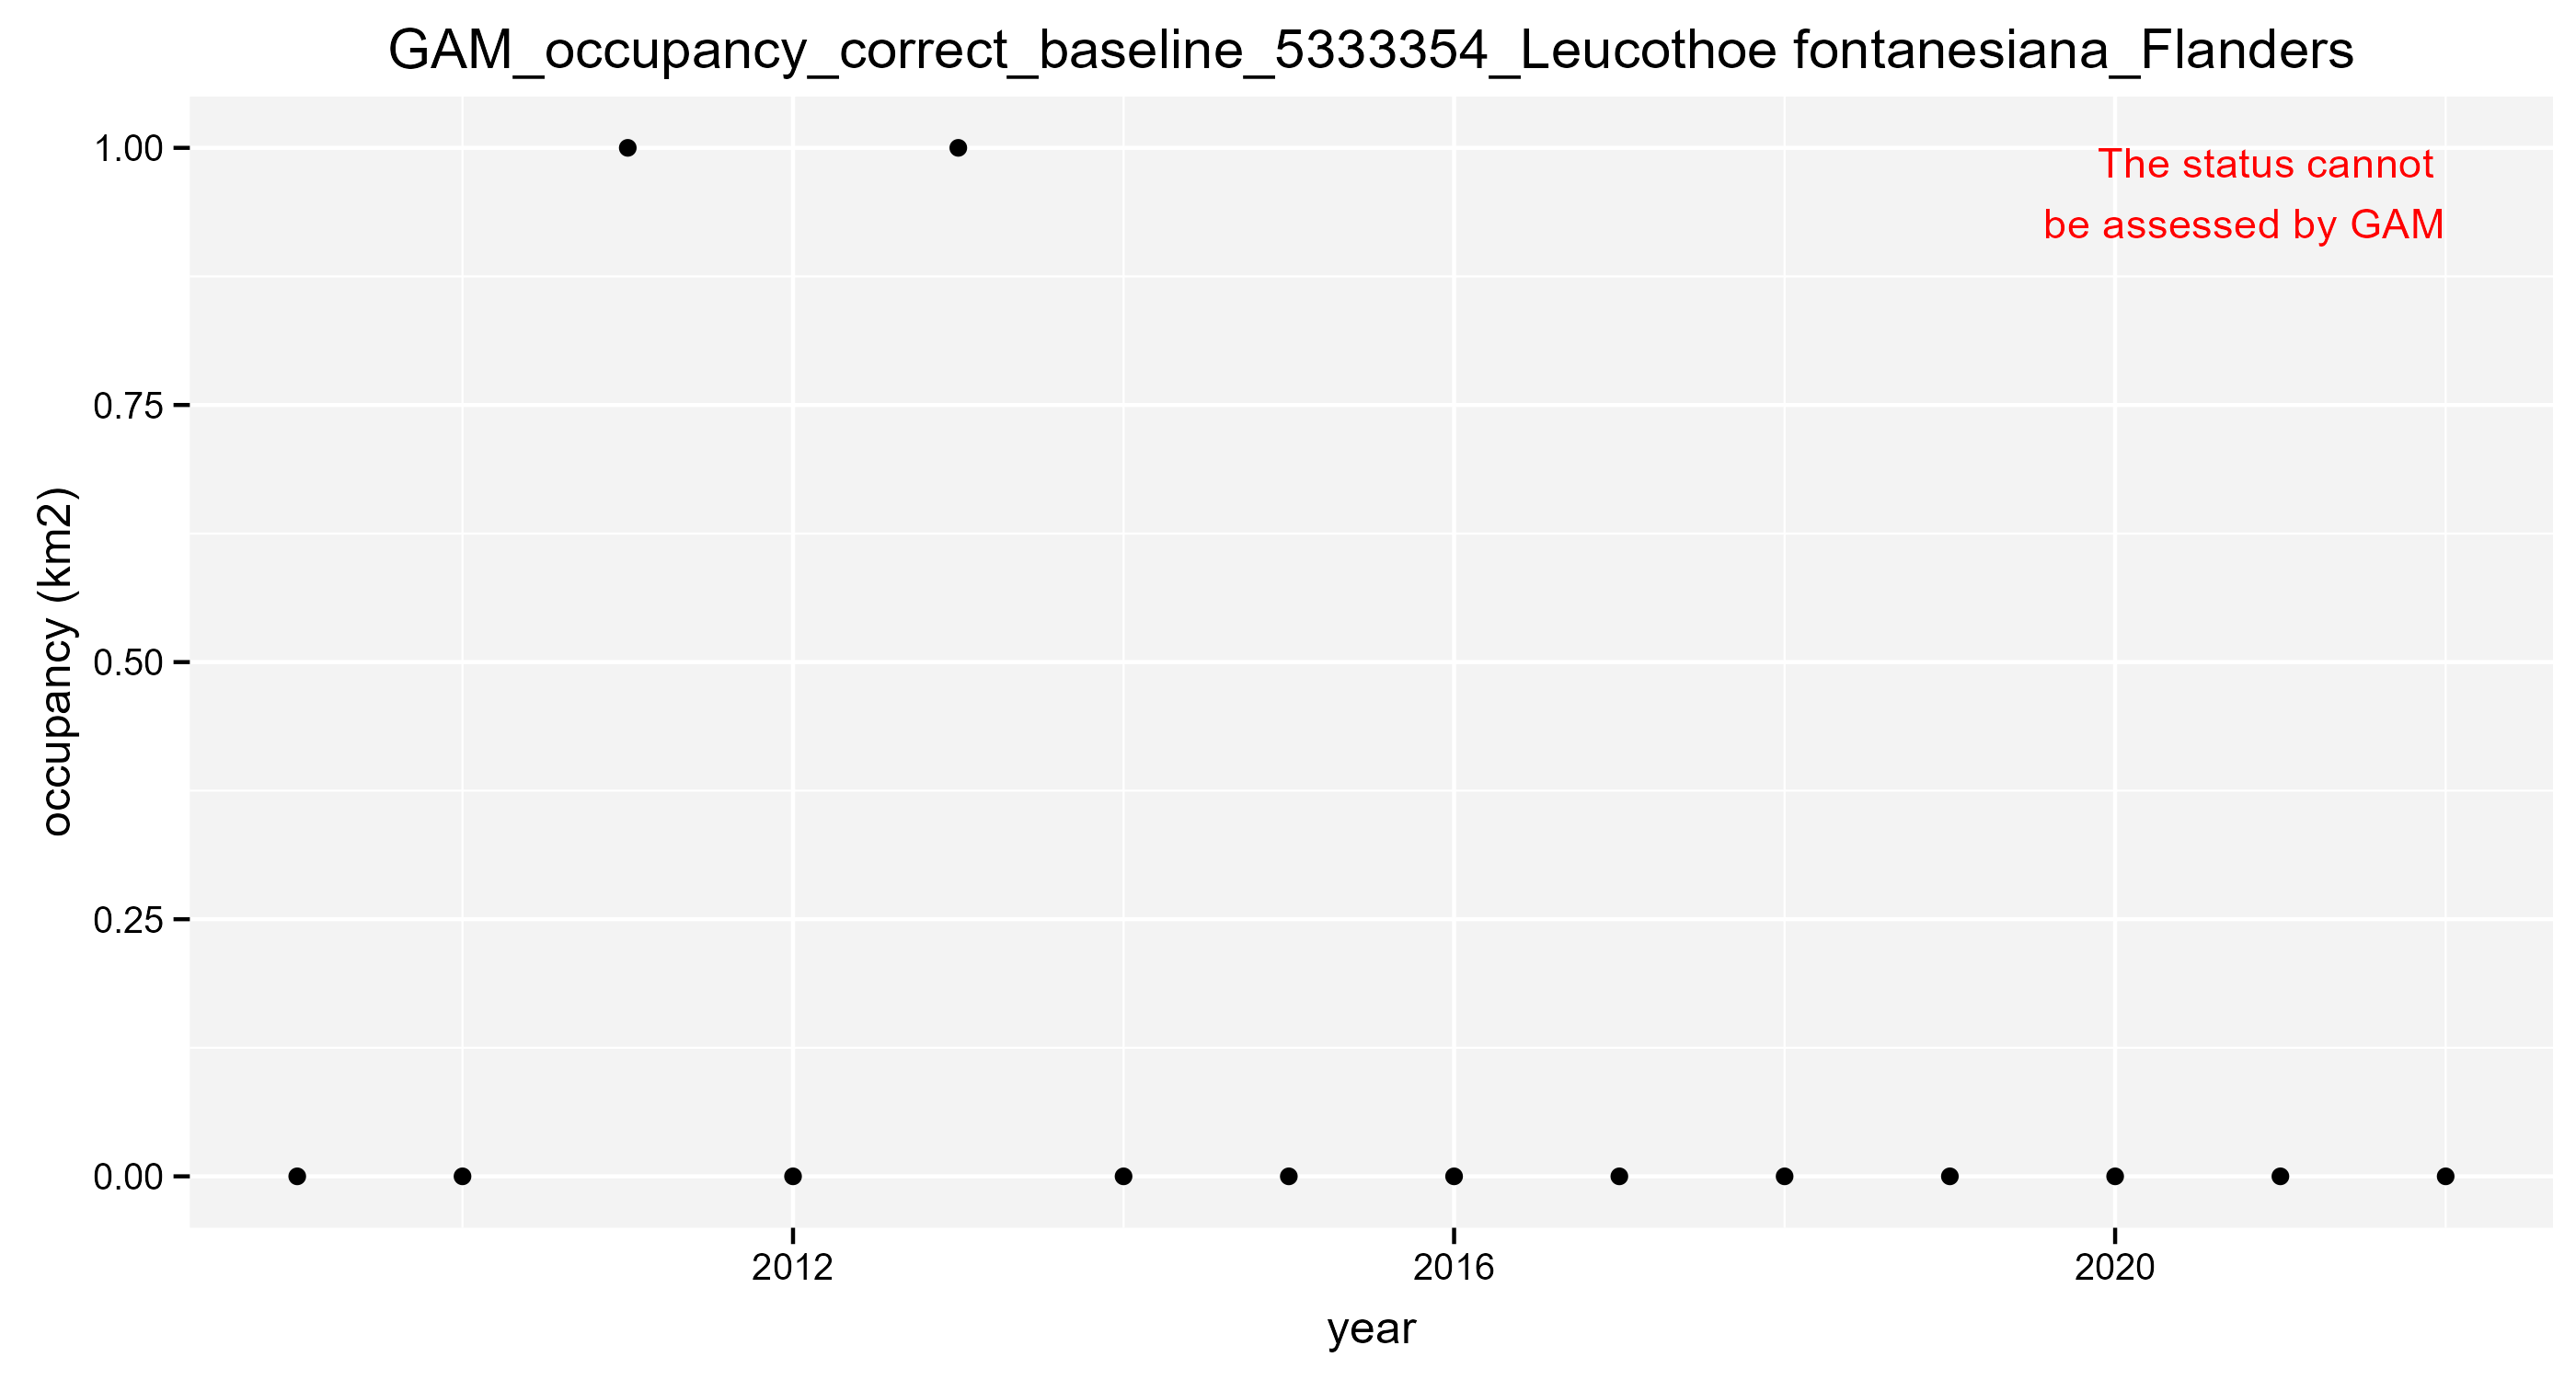 GAM_occupancy_correct_baseline_5333354_Leucothoe fontanesiana_Flanders
1.00
The status cannot
be assessed by GAM
0.75
occupancy (km2)
0.50
0.25
0.00
2012
2016
2020
year